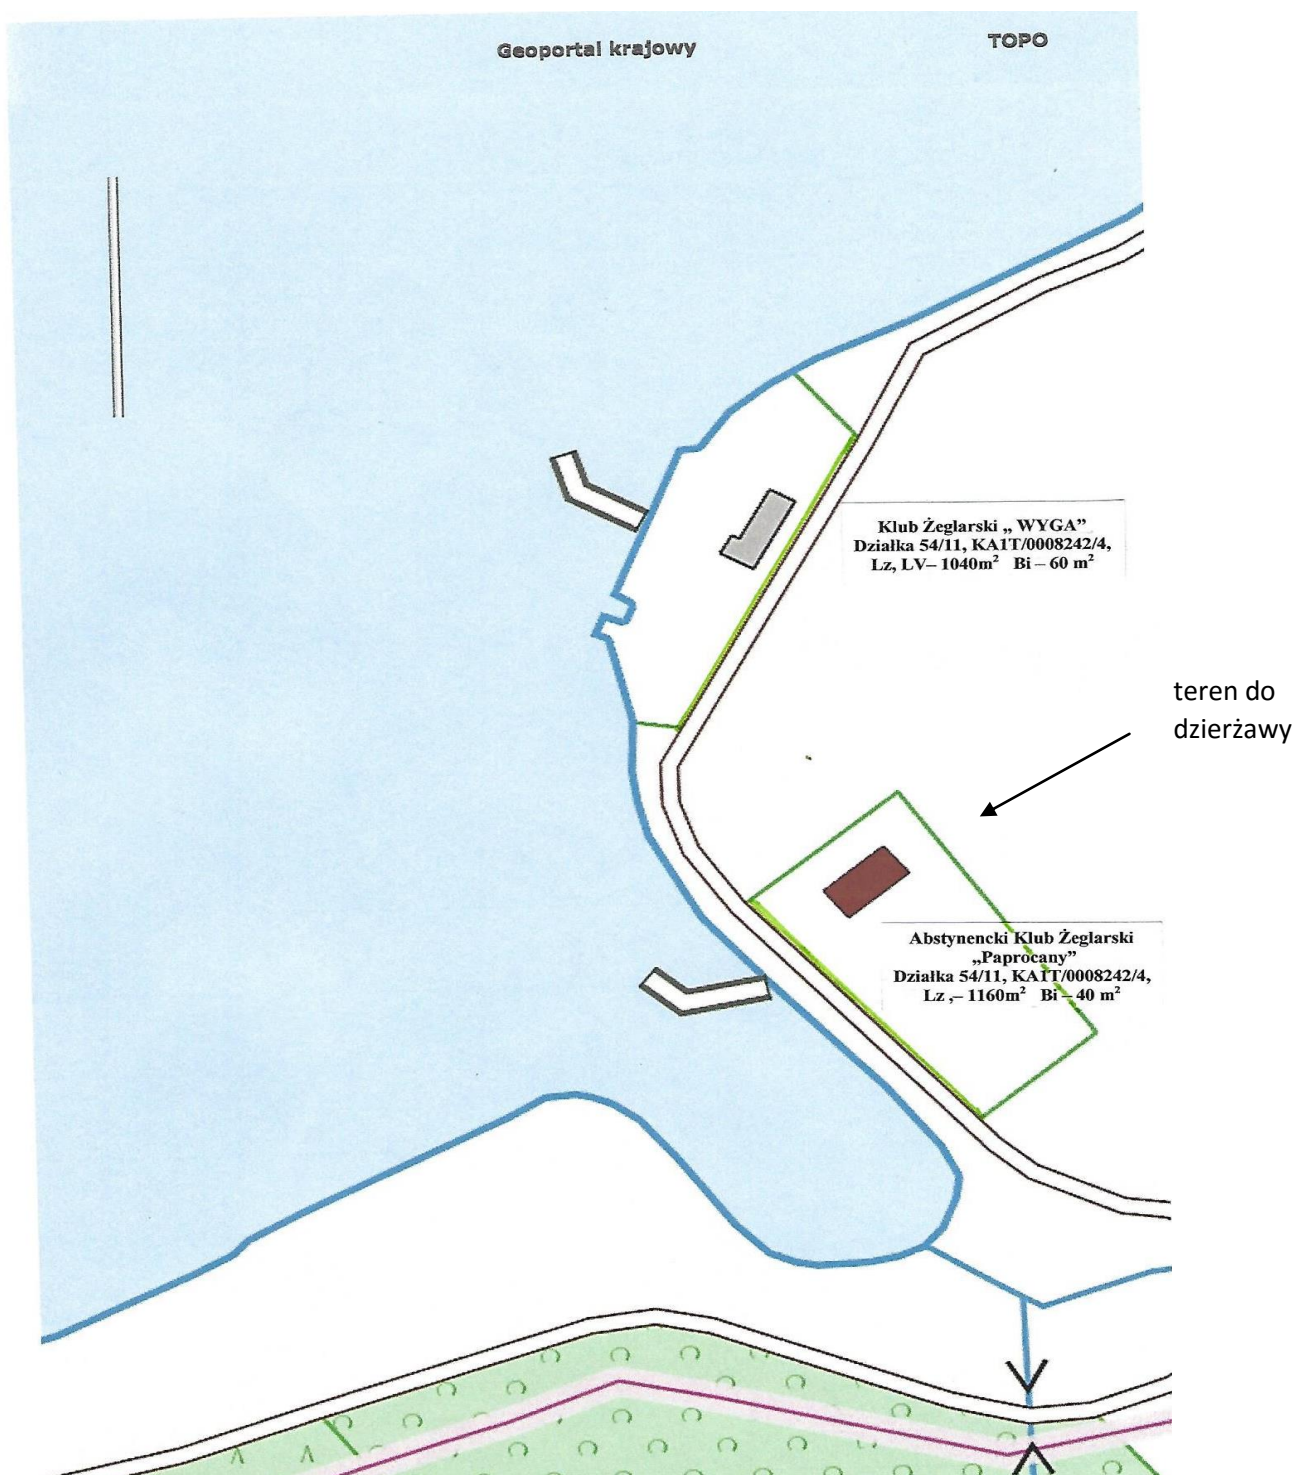 Geoportal krajowy
TOPO
Klub Żeglarski „ WYGA”
Działka 54/11, KA1T/0008242/4,
Lz, LV– 1040m² Bi – 60 m²
teren do
dzierżawy
Abstynencki Klub Żeglarski
„Paprocany”
Działka 54/11, KA1T/0008242/4,
Lz ,– 1160m² Bi – 40 m²